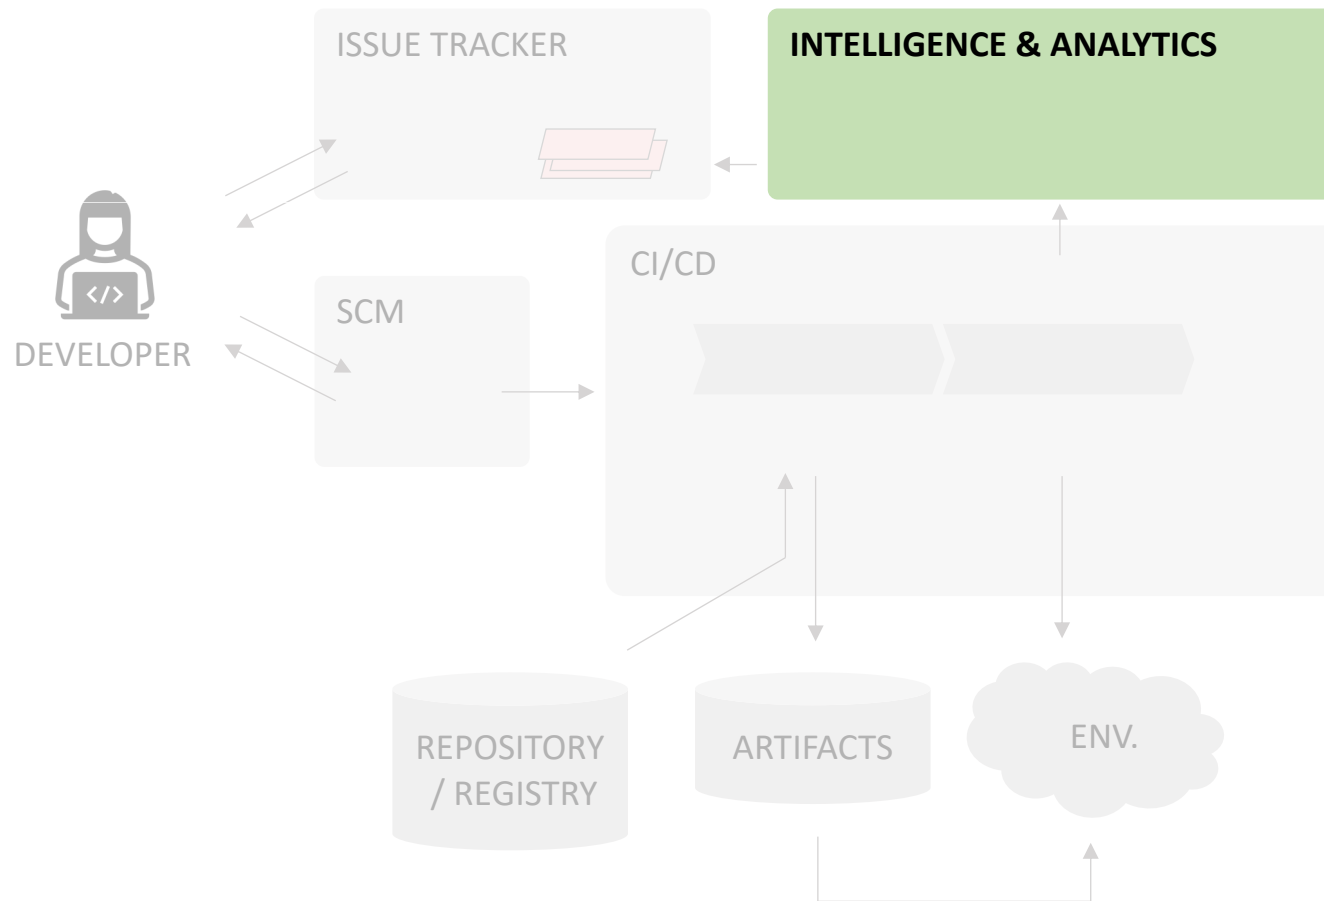 ISSUE TRACKER
INTELLIGENCE & ANALYTICS
CI/CD
</>
SCM
DEVELOPER
REPOSITORY
/ REGISTRY
ARTIFACTS
ENV.